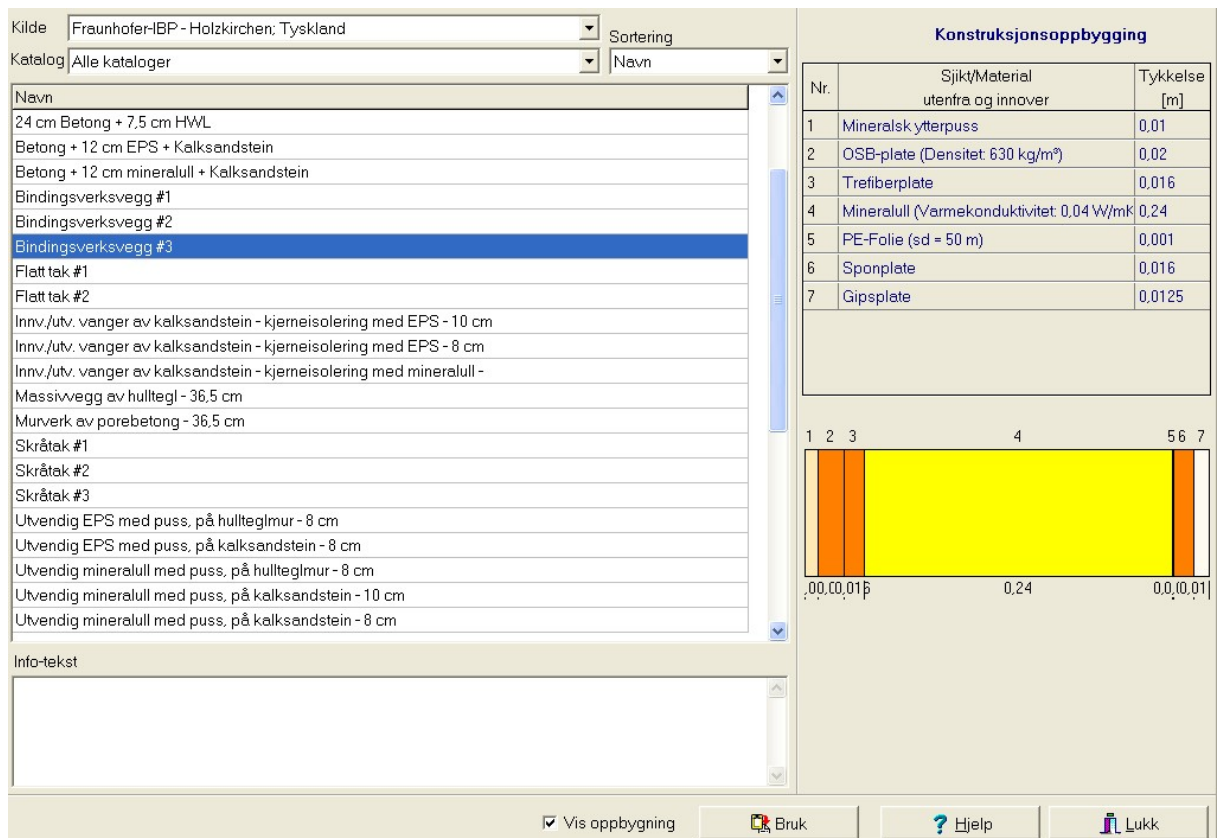 Kilde Fraunhofer-IBP - Holzkirchen; Tyskland
Sortering
Katalog Alle kataloger Navn
Navn
24 cm Betong + 7,5 cm HWL
Betong + 12 cm EPS + Kalksandstein
Betong + 12 cm mineralull + Kalksandstein
Bindingsverksvegg #1
Bindingsverksvegg #2
Bindingsverksvegg #3
Flatt tak #1
Flatt tak #2
Innv./utv. vanger av kalksandstein - kjerneisolering med EPS - 10 cm
Innv./utv. vanger av kalksandstein - kjerneisolering med EPS - 8 cm
Innv./utv. vanger av kalksandstein - kjerneisolering med mineralull -
Massivvegg av hulltegl - 36,5 cm
Murverk av porebetong - 36,5 cm
Skråtak #1
Skråtak #2
Skråtak #3
Utvendig EPS med puss, på hullteglmur - 8 cm
Utvendig EPS med puss, på kalksandstein - 8 cm
Utvendig mineralull med puss, på hullteglmur - 8 cm
Utvendig mineralull med puss, på kalksandstein - 10 cm
Utvendig mineralull med puss, på kalksandstein - 8 cm
Info-tekst
Konstruksjonsoppbygging
Nr. Sjikt/Material Tykkelse
utenfra og innover [m]
1 Mineralsk ytterpuss 0,01
2 OSB-plate (Densitet: 630 kg/m³) 0,02
3 Trefiberplate 0,016
4 Mineralull (Varmekonduktivitet: 0,04 W/mK 0,24
5 PE-Folie (sd = 50 m) 0,001
6 Sponplate 0,016
7 Gipsplate 0,0125
1 2 3 4 5 6 7
0,24
Vis oppbygning Bruk Hjelp Lukk